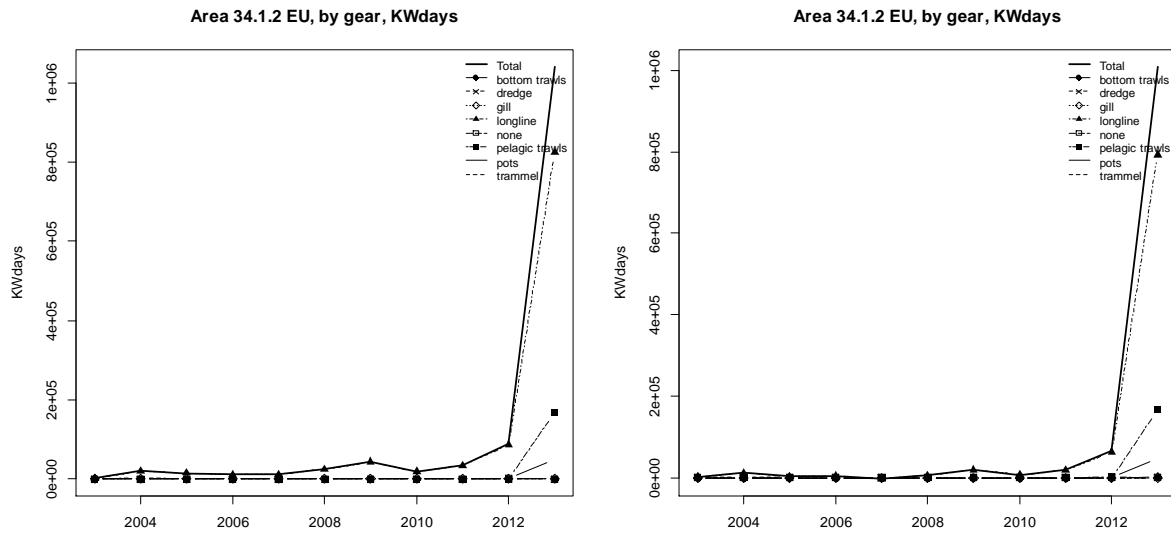 Area 34.1.2 EU, by gear, KWdays
KWdays
1e+06
8e+05
6e+05
4e+05
2e+05
0e+00
Total
bottom trawls
dredge
gill
longline
none
pelagic trawls
pots
trammel
2004 2006 2008 2010 2012
Area 34.1.2 EU, by gear, KWdays
KWdays
1e+06
8e+05
6e+05
4e+05
2e+05
0e+00
Total
bottom trawls
dredge
gill
longline
none
pelagic trawls
pots
trammel
2004 2006 2008 2010 2012